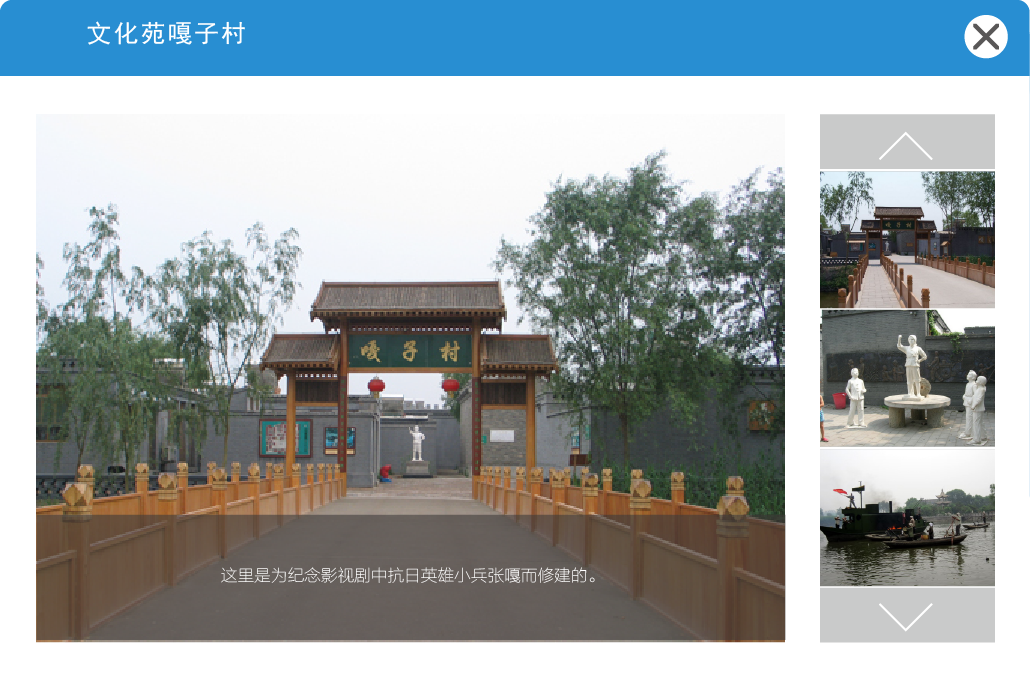 文化苑嘎子村
嘎子村
这里是为纪念影视剧中抗日英雄小兵张嘎而修建的。